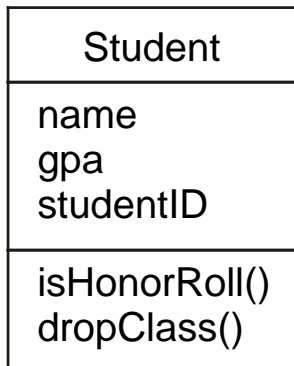 Student
name
gpa
studentID
isHonorRoll()
dropClass()